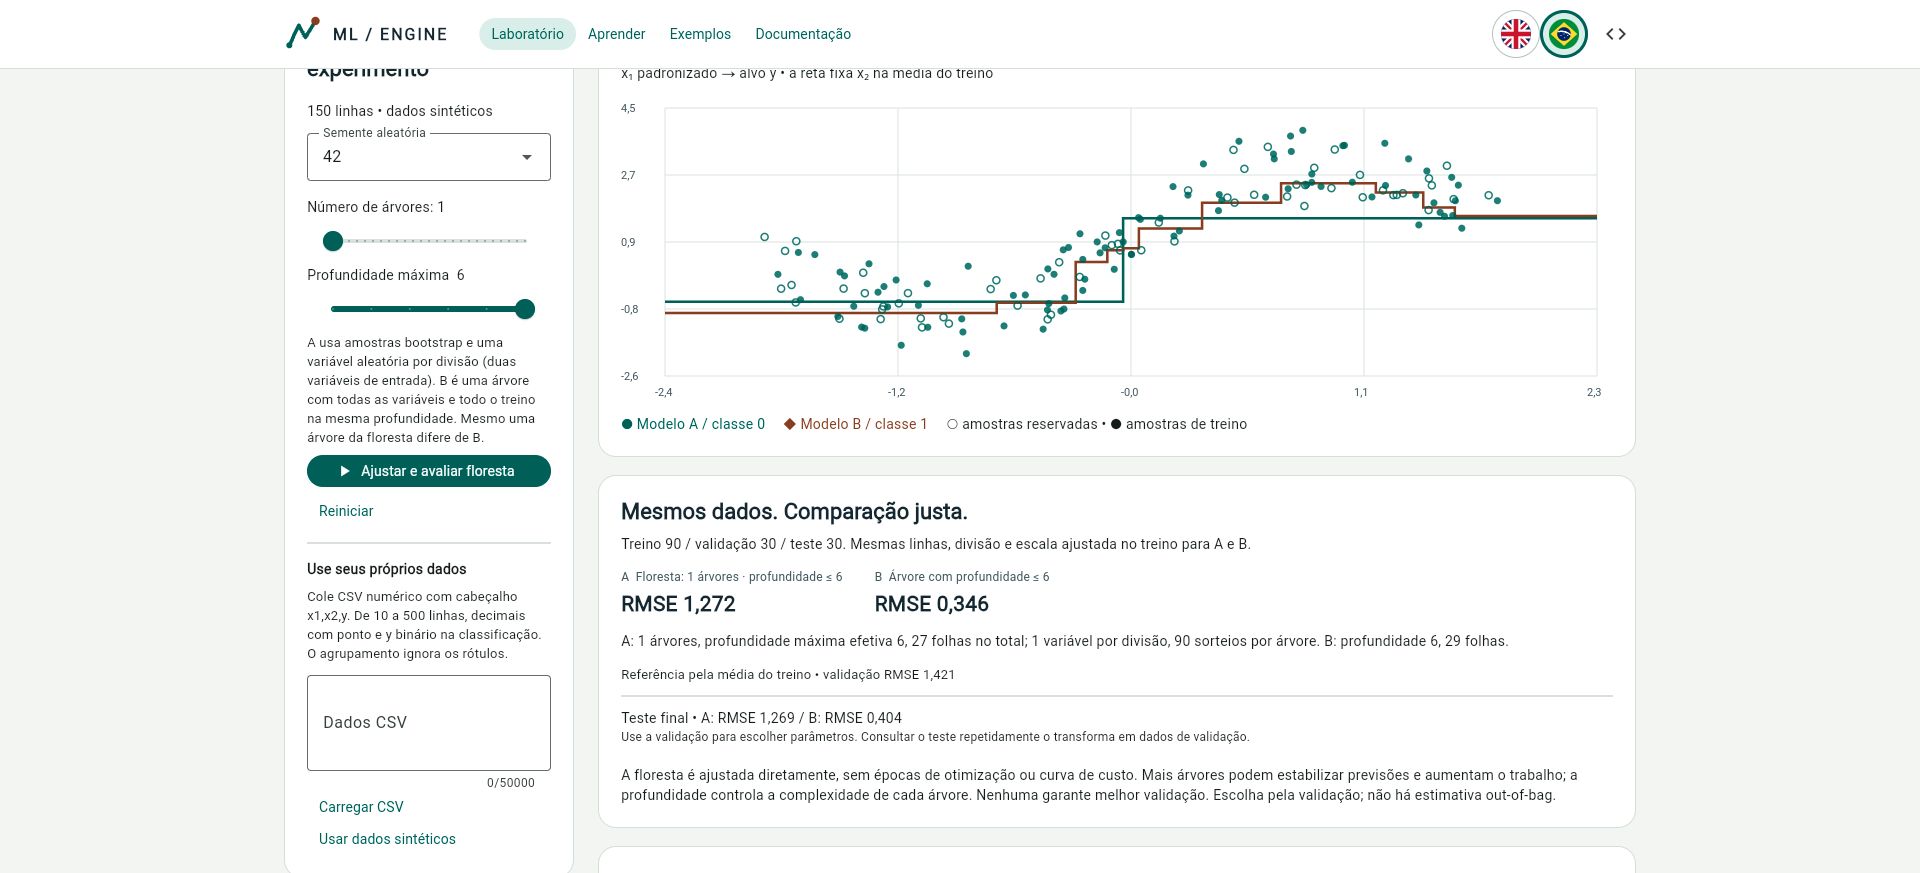 ML / ENGINE
Laboratório
Aprender
Exemplos
Documentação
experimento
150 linhas • dados sintéticos
Semente aleatória
42
Número de árvores: 1
Profundidade máxima 6
A usa amostras bootstrap e uma
variável aleatória por divisão (duas
variáveis de entrada). B é uma árvore
com todas as variáveis e todo o treino
na mesma profundidade. Mesmo uma
árvore da floresta difere de B.
Ajustar e avaliar floresta
Reiniciar
Use seus próprios dados
Cole CSV numérico com cabeçalho
x1,x2,y. De 10 a 500 linhas, decimais
com ponto e y binário na classificação.
O agrupamento ignora os rótulos.
Dados CSV
0/50000
Carregar CSV
Usar dados sintéticos
x₁ padronizado → alvo y • a reta fixa x₂ na média do treino
4,5
2,7
0,9
-0,8
-2,6
-2,4
-1,2
-0,0
1,1
2,3
Modelo A / classe 0
Modelo B / classe 1
amostras reservadas •
amostras de treino
Mesmos dados. Comparação justa.
Treino 90 / validação 30 / teste 30. Mesmas linhas, divisão e escala ajustada no treino para A e B.
A Floresta: 1 árvores · profundidade ≤ 6
RMSE 1,272
B Árvore com profundidade ≤ 6
RMSE 0,346
A: 1 árvores, profundidade máxima efetiva 6, 27 folhas no total; 1 variável por divisão, 90 sorteios por árvore. B: profundidade 6, 29 folhas.
Referência pela média do treino • validação RMSE 1,421
Teste final • A: RMSE 1,269 / B: RMSE 0,404
Use a validação para escolher parâmetros. Consultar o teste repetidamente o transforma em dados de validação.
A floresta é ajustada diretamente, sem épocas de otimização ou curva de custo. Mais árvores podem estabilizar previsões e aumentam o trabalho; a
profundidade controla a complexidade de cada árvore. Nenhuma garante melhor validação. Escolha pela validação; não há estimativa out-of-bag.